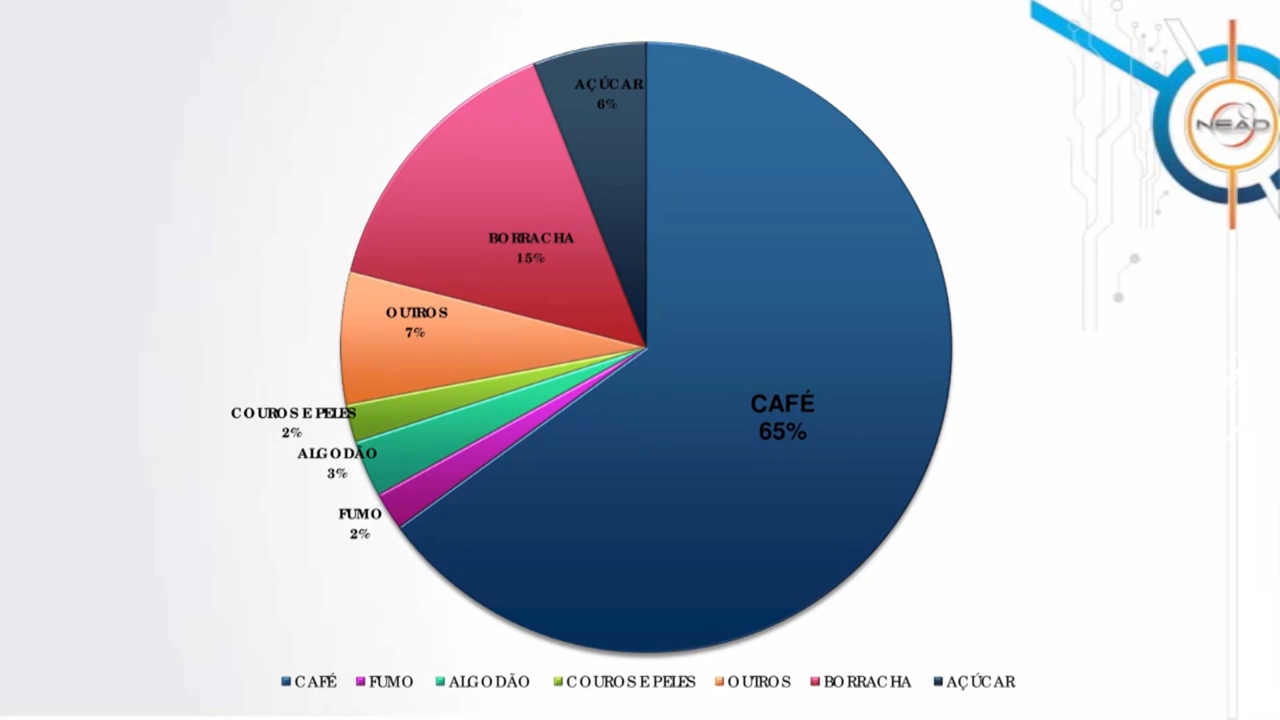 AÇÚCAR
6%
NEAD
BORRACHA
15%
OUTROS
7%
CAFÉ
65%
COUROS E PELES
2%
ALGODÃO
3%
FUMO
2%
CAFÉ FUMO ALGODÃO COUROS E PELES OUTROS BORRACHA AÇÚCAR